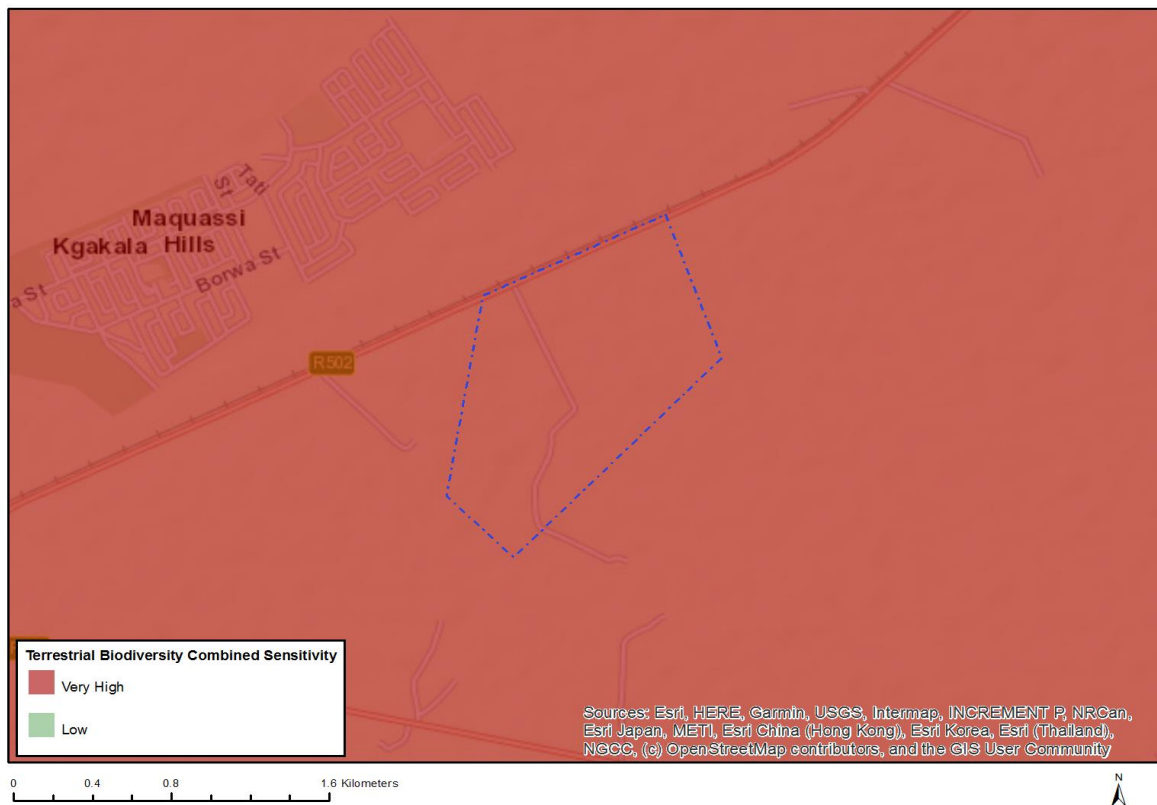 Tati
St
Maquassi
Kgakala Hills
Borwa St
a St
R502
Terrestrial Biodiversity Combined Sensitivity
Very High
Low
Sources: Esri, HERE, Garmin, USGS, Intermap, INCREMENT P, NRCan,
Esri Japan, METI, Esri China (Hong Kong), Esri Korea, Esri (Thailand),
NGCC, (c) OpenStreetMap contributors, and the GIS User Community
0 0.4 0.8 1.6 Kilometers
N